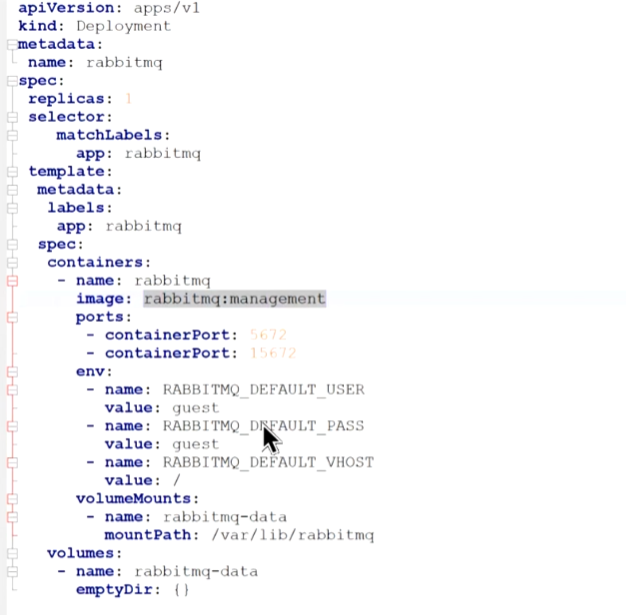 apiVersion: apps/v1
kind: Deployment
metadata:
 name: rabbitmq
spec:
 replicas: 1
 selector:
    matchLabels:
      app: rabbitmq
 template:
  metadata:
   labels:
    app: rabbitmq
  spec:
   containers:
    - name: rabbitmq
      image: rabbitmq:management
      ports:
       - containerPort: 5672
       - containerPort: 15672
      env:
       - name: RABBITMQ_DEFAULT_USER
         value: guest
       - name: RABBITMQ_DEFAULT_PASS
         value: guest
       - name: RABBITMQ_DEFAULT_VHOST
         value: /
      volumeMounts:
       - name: rabbitmq-data
         mountPath: /var/lib/rabbitmq
   volumes:
    - name: rabbitmq-data
      emptyDir: {}